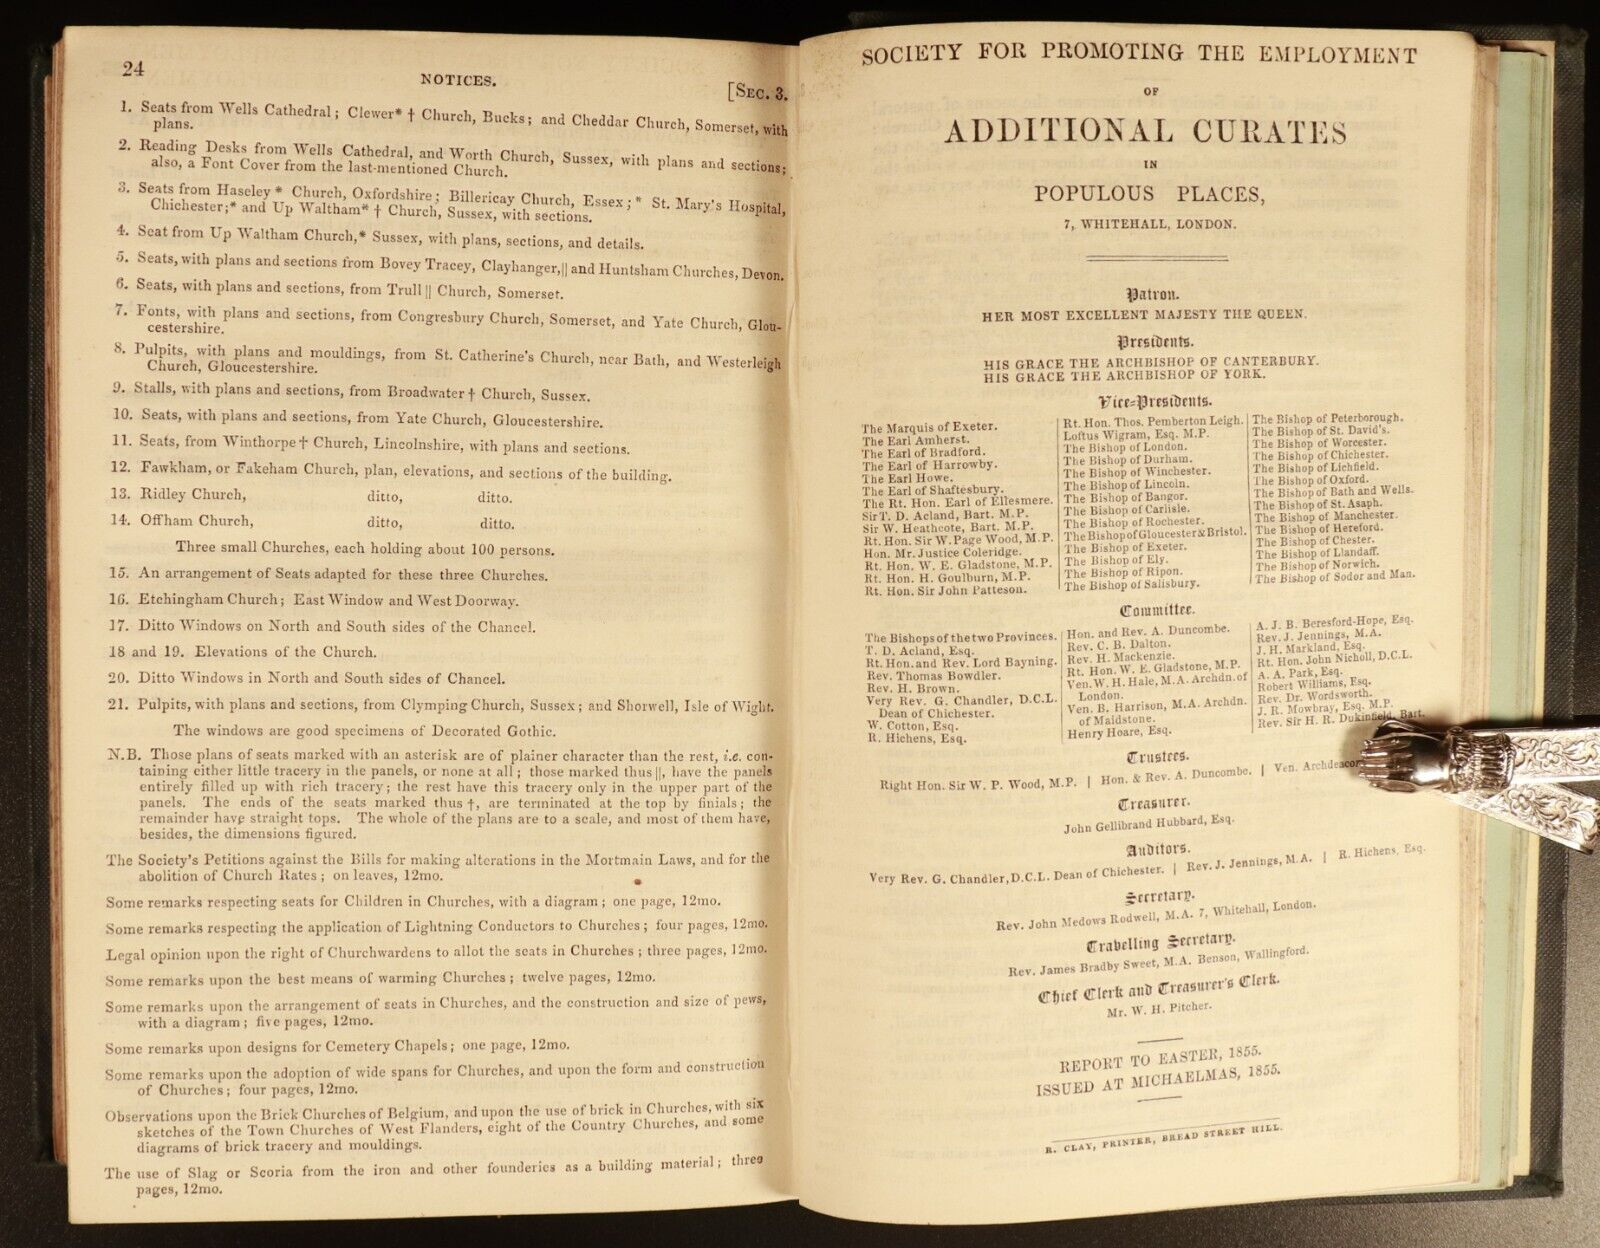 24
NOTICES.
[SEC. 3.
1. Seats from Wells Cathedral; Clewer* † Church, Bucks; and Cheddar Church, Somerset, with
plans.
2. Reading Desks from Wells Cathedral, and Worth Church, Sussex, with plans and sections;
also, a Font Cover from the last-mentioned Church.
3. Seats from Haseley * Church, Oxfordshire; Billericay Church, Essex;* St. Mary's Hospital,
Chichester;* and Up Waltham* † Church, Sussex, with sections.
4. Seat from Up Waltham Church,* Sussex, with plans, sections, and details.
5. Seats, with plans and sections from Bovey Tracey, Clayhanger,|| and Huntsham Churches, Devon.
6. Seats, with plans and sections, from Trull || Church, Somerset.
7. Fonts, with plans and sections, from Congresbury Church, Somerset, and Yate Church, Glou-
cestershire.
8. Pulpits, with plans and mouldings, from St. Catherine's Church, near Bath, and Westerleigh
Church, Gloucestershire.
9. Stalls, with plans and sections, from Broadwater † Church, Sussex.
10. Seats, with plans and sections, from Yate Church, Gloucestershire.
11. Seats, from Winthorpe † Church, Lincolnshire, with plans and sections.
12. Fawkham, or Fakeham Church, plan, elevations, and sections of the building.
13. Ridley Church, ditto, ditto.
14. Offham Church, ditto, ditto.
Three small Churches, each holding about 100 persons.
15. An arrangement of Seats adapted for these three Churches.
16. Etchingham Church; East Window and West Doorway.
17. Ditto Windows on North and South sides of the Chancel.
18 and 19. Elevations of the Church.
20. Ditto Windows in North and South sides of Chancel.
21. Pulpits, with plans and sections, from Clymping Church, Sussex; and Shorwell, Isle of Wight.
The windows are good specimens of Decorated Gothic.
N.B. Those plans of seats marked with an asterisk are of plainer character than the rest, i.e. con-
taining either little tracery in the panels, or none at all; those marked thus ||, have the panels
entirely filled up with rich tracery; the rest have this tracery only in the upper part of the
panels. The ends of the seats marked thus †, are terminated at the top by finials; the
remainder have straight tops. The whole of the plans are to a scale, and most of them have,
besides, the dimensions figured.
The Society's Petitions against the Bills for making alterations in the Mortmain Laws, and for the
abolition of Church Rates; on leaves, 12mo.
Some remarks respecting seats for Children in Churches, with a diagram; one page, 12mo.
Some remarks respecting the application of Lightning Conductors to Churches; four pages, 12mo.
Legal opinion upon the right of Churchwardens to allot the seats in Churches; three pages, 12mo.
Some remarks upon the best means of warming Churches; twelve pages, 12mo.
Some remarks upon the arrangement of seats in Churches, and the construction and size of pews,
with a diagram; five pages, 12mo.
Some remarks upon designs for Cemetery Chapels; one page, 12mo.
Some remarks upon the adoption of wide spans for Churches, and upon the form and construction
of Churches; four pages, 12mo.
Observations upon the Brick Churches of Belgium, and upon the use of brick in Churches, with six
sketches of the Town Churches of West Flanders, eight of the Country Churches, and some
diagrams of brick tracery and mouldings.
The use of Slag or Scoria from the iron and other founderies as a building material; three
pages, 12mo.
SOCIETY FOR PROMOTING THE EMPLOYMENT
OF
ADDITIONAL CURATES
IN
POPULOUS PLACES,
7, WHITEHALL, LONDON.
Patron.
HER MOST EXCELLENT MAJESTY THE QUEEN.
Presidents.
HIS GRACE THE ARCHBISHOP OF CANTERBURY.
HIS GRACE THE ARCHBISHOP OF YORK.
Vice-Presidents.
The Marquis of Exeter.
The Earl Amherst.
The Earl of Bradford.
The Earl of Harrowby.
The Earl Howe.
The Earl of Shaftesbury.
The Rt. Hon. Earl of Ellesmere.
Sir T. D. Acland, Bart. M.P.
Sir W. Heathcote, Bart. M.P.
Rt. Hon. Sir W. Page Wood, M.P.
Hon. Mr. Justice Coleridge.
Rt. Hon. W. E. Gladstone, M.P.
Rt. Hon. H. Goulburn, M.P.
Rt. Hon. Sir John Patteson.
Rt. Hon. Thos. Pemberton Leigh.
Loftus Wigram, Esq. M.P.
The Bishop of London.
The Bishop of Durham.
The Bishop of Winchester.
The Bishop of Lincoln.
The Bishop of Bangor.
The Bishop of Carlisle.
The Bishop of Rochester.
The Bishop of Gloucester & Bristol.
The Bishop of Exeter.
The Bishop of Ely.
The Bishop of Ripon.
The Bishop of Salisbury.
The Bishop of Peterborough.
The Bishop of St. David's.
The Bishop of Worcester.
The Bishop of Chichester.
The Bishop of Lichfield.
The Bishop of Oxford.
The Bishop of Bath and Wells.
The Bishop of St. Asaph.
The Bishop of Manchester.
The Bishop of Hereford.
The Bishop of Chester.
The Bishop of Llandaff.
The Bishop of Norwich.
The Bishop of Sodor and Man.
Committee.
The Bishops of the two Provinces.
T. D. Acland, Esq.
Rt. Hon. and Rev. Lord Bayning.
Rev. Thomas Bowdler.
Rev. H. Brown.
Very Rev. G. Chandler, D.C.L.
Dean of Chichester.
W. Cotton, Esq.
R. Hichens, Esq.
Hon. and Rev. A. Duncombe.
Rev. C. B. Dalton.
Rev. H. Mackenzie.
Rt. Hon. W. E. Gladstone, M.P.
Ven. W. H. Hale, M.A. Archdn. of
London.
Ven. B. Harrison, M.A. Archdn.
of Maidstone.
Henry Hoare, Esq.
A. J. B. Beresford-Hope, Esq.
Rev. J. Jennings, M.A.
J. H. Markland, Esq.
Rt. Hon. John Nicholl, D.C.L.
A. A. Park, Esq.
Robert Williams, Esq.
Rev. Dr. Wordsworth.
J. R. Mowbray, Esq. M.P.
Rev. Sir H. R. Dukinfield, Bart.
Trustees.
Right Hon. Sir W. P. Wood, M.P. | Hon. & Rev. A. Duncombe. | Ven. Archdeacon
Treasurer.
John Gellibrand Hubbard, Esq.
Auditors.
Very Rev. G. Chandler, D.C.L. Dean of Chichester. | Rev. J. Jennings, M.A. | R. Hichens, Esq.
Secretary.
Rev. John Medows Rodwell, M.A. 7, Whitehall, London.
Travelling Secretary.
Rev. James Bradby Sweet, M.A. Benson, Wallingford.
Chief Clerk and Treasurer's Clerk.
Mr. W. H. Pitcher.
REPORT TO EASTER, 1855.
ISSUED AT MICHAELMAS, 1855.
R. CLAY, PRINTER, BREAD STREET HILL.